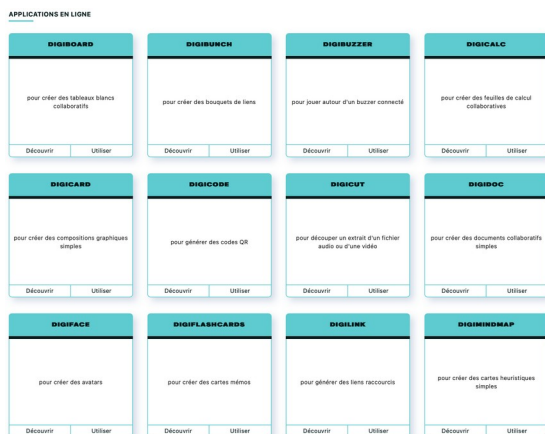 APPLICATIONS EN LIGNE
DIGIBOARD
pour créer des tableaux blancs
collaboratifs
Découvrir Utiliser
DIGIBUNCH
pour créer des bouquets de liens
Découvrir Utiliser
DIGIBUZZER
pour jouer autour d'un buzzer connecté
Découvrir Utiliser
DIGICALC
pour créer des feuilles de calcul
collaboratives
Découvrir Utiliser
DIGICARD
pour créer des compositions graphiques
simples
Découvrir Utiliser
DIGICODE
pour générer des codes QR
Découvrir Utiliser
DIGICUT
pour découper un extrait d'un fichier
audio ou d'une vidéo
Découvrir Utiliser
DIGIDOC
pour créer des documents collaboratifs
simples
Découvrir Utiliser
DIGIFACE
pour créer des avatars
Découvrir Utiliser
DIGIFLASHCARDS
pour créer des cartes mémos
Découvrir Utiliser
DIGILINK
pour générer des liens raccourcis
Découvrir Utiliser
DIGIMINDMAP
pour créer des cartes heuristiques
simples
Découvrir Utiliser